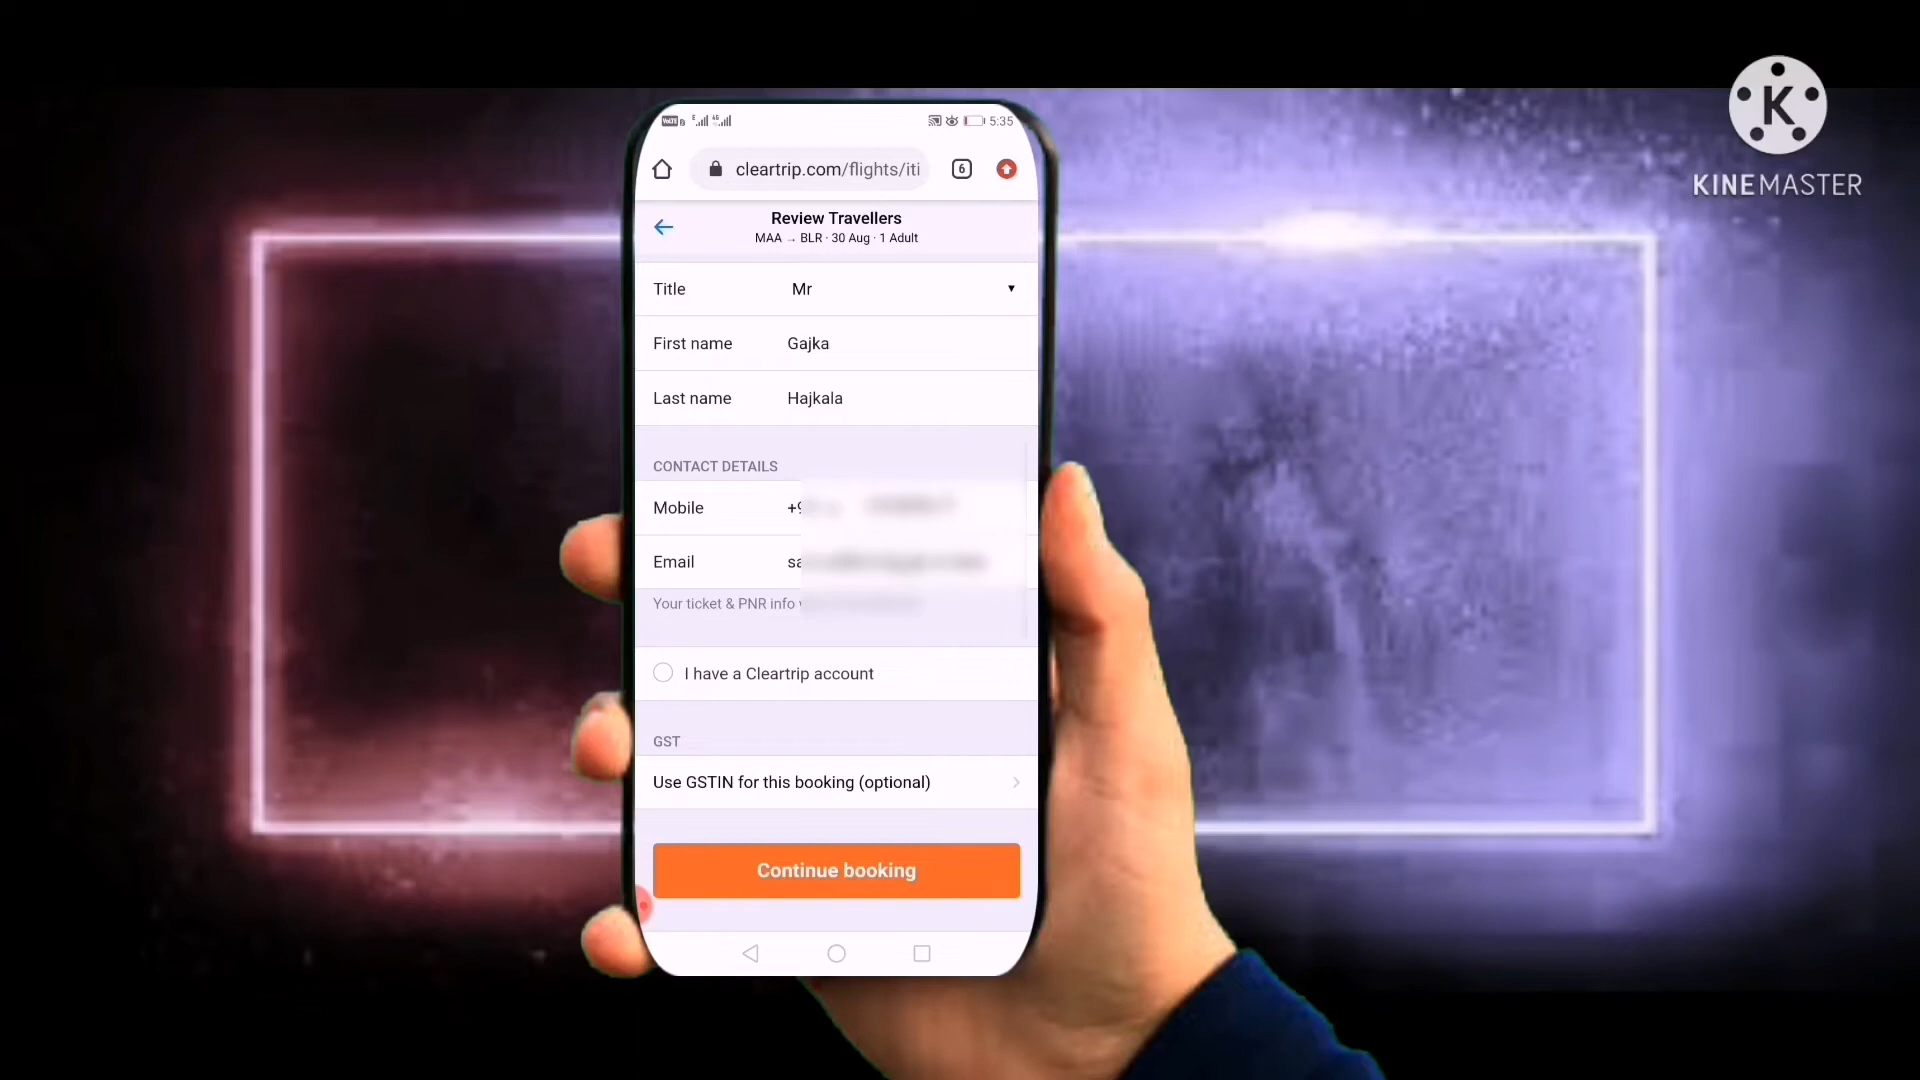 K
KINEMASTER
5:35
cleartrip.com/flights/iti
6
Review Travellers
MAA → BLR · 30 Aug · 1 Adult
Title Mr
First name Gajka
Last name Hajkala
CONTACT DETAILS
Mobile
Email
Your ticket & PNR info
I have a Cleartrip account
GST
Use GSTIN for this booking (optional)
Continue booking